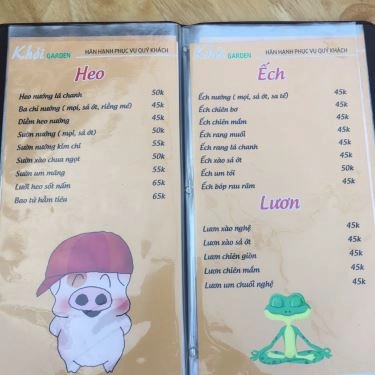 Khói GARDEN HÂN HẠNH PHỤC VỤ QUÝ KHÁCH
Heo
Heo nướng lá chanh 50k
Ba chỉ nướng ( mọi, sả ớt, riềng mẻ) 45k
Diềm heo nướng 45k
Sườn nướng ( mọi, sả ớt) 50k
Sườn nướng kim chi 55k
Sườn xào chua ngọt 50k
Sườn um măng 55k
Lưỡi heo sốt nấm 65k
Bao tử hầm tiêu 65k
Khói GARDEN HÂN HẠNH PHỤC VỤ QUÝ KHÁCH
Ếch
Ếch nướng ( mọi, sả ớt, sa tế) 45k
Ếch chiên bơ 45k
Ếch chiên mắm 45k
Ếch rang muối 45k
Ếch rang lá chanh 45k
Ếch xào sả ớt 45k
Ếch um tỏi 50k
Ếch bóp rau răm 45k
Lươn
Lươn xào nghệ 45k
Lươn xào sả ớt 45k
Lươn chiên giòn 45k
Lươn chiên mắm 45k
Lươn um chuối nghệ 45k